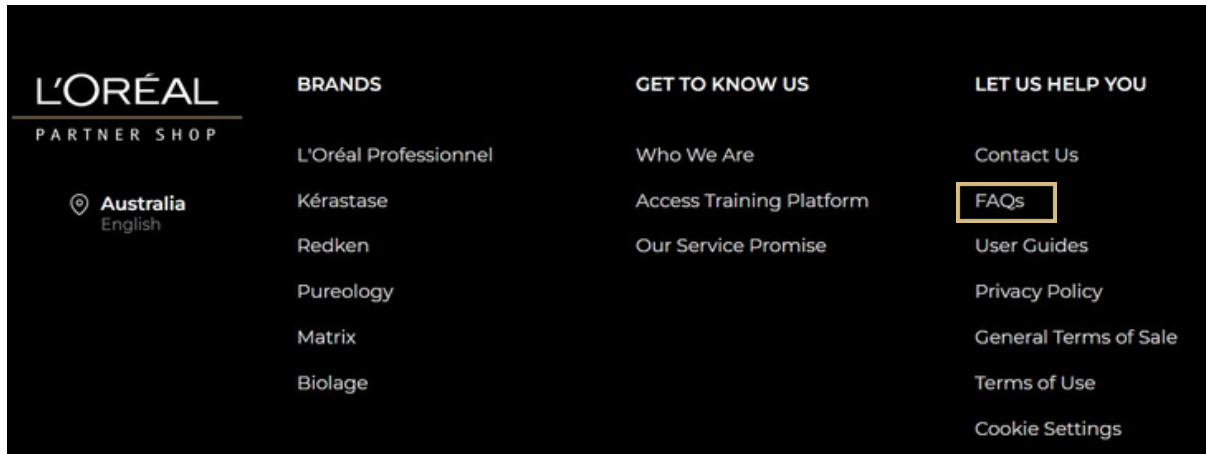 L'ORÉAL
PARTNER SHOP
Australia
English
BRANDS
L'Oréal Professionnel
Kérastase
Redken
Pureology
Matrix
Biolage
GET TO KNOW US
Who We Are
Access Training Platform
Our Service Promise
LET US HELP YOU
Contact Us
FAQs
User Guides
Privacy Policy
General Terms of Sale
Terms of Use
Cookie Settings